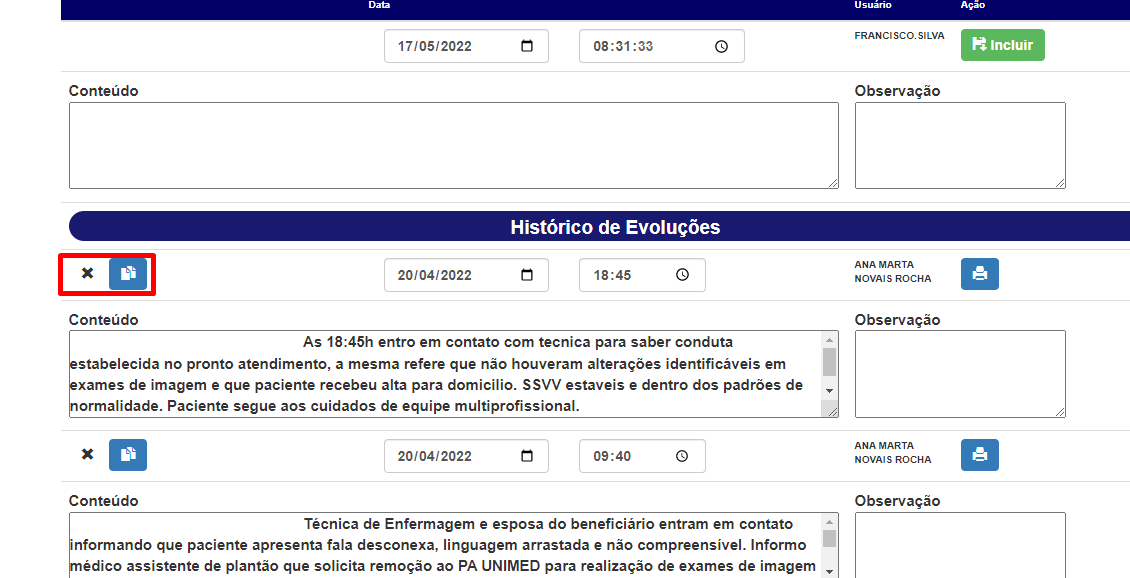 Data Usuário Ação
17/05/2022 08:31:33 FRANCISCO.SILVA Incluir
Conteúdo Observação
Histórico de Evoluções
20/04/2022 18:45 ANA MARTA
NOVAIS ROCHA
Conteúdo Observação
As 18:45h entro em contato com tecnica para saber conduta
estabelecida no pronto atendimento, a mesma refere que não houveram alterações identificáveis em
exames de imagem e que paciente recebeu alta para domicilio. SSVV estaveis e dentro dos padrões de
normalidade. Paciente segue aos cuidados de equipe multiprofissional.
20/04/2022 09:40 ANA MARTA
NOVAIS ROCHA
Conteúdo Observação
Técnica de Enfermagem e esposa do beneficiário entram em contato
informando que paciente apresenta fala desconexa, linguagem arrastada e não compreensível. Informo
médico assistente de plantão que solicita remoção ao PA UNIMED para realização de exames de imagem